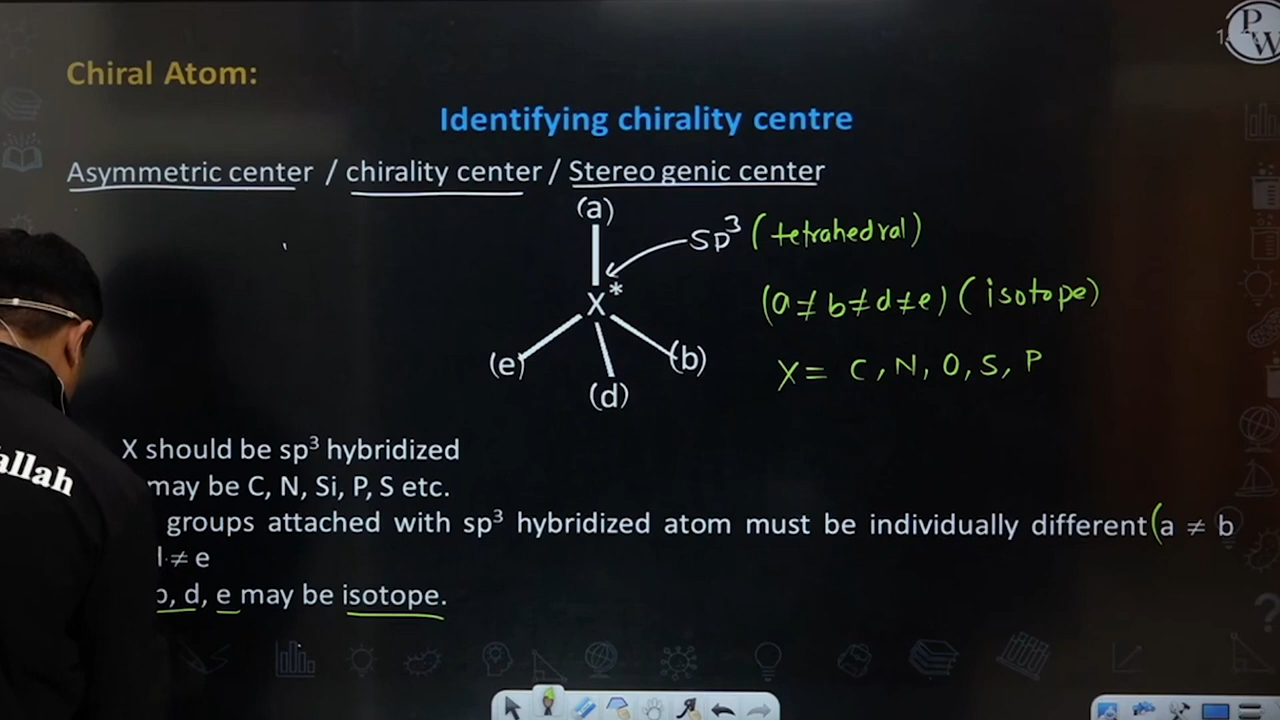 PW
Chiral Atom:
Identifying chirality centre
Asymmetric center / chirality center / Stereo genic center
(a)
sp³ (tetrahedral)
X*
(a≠b≠d≠e) (isotope)
(e) (b)
X = C, N, O, S, P
(d)
X should be sp³ hybridized
may be C, N, Si, P, S etc.
groups attached with sp³ hybridized atom must be individually different (a ≠ b
≠ e
d, e may be isotope.
allah